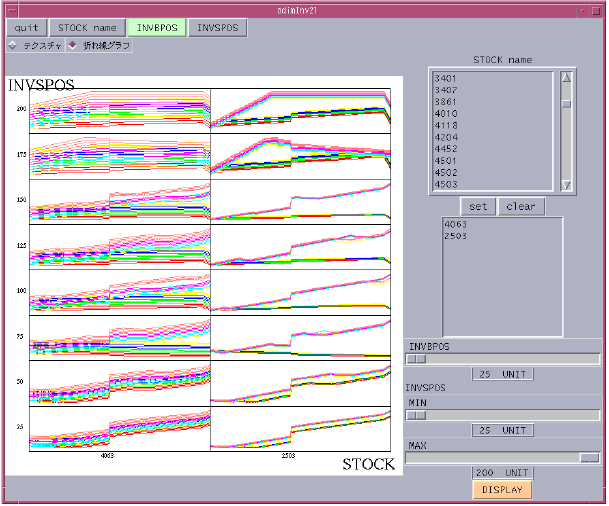 odimInv21
quit STOCK name INVBPOS INVSPOS
テクスチャ 折れ線グラフ
INVSPOS
200
175
150
125
100
75
50
25
4063 2503
STOCK
STOCK name
3401
3407
3861
4010
4118
4204
4452
4501
4502
4503
set clear
4063
2503
INVBPOS
25 UNIT
INVSPOS
MIN
25 UNIT
MAX
200 UNIT
DISPLAY